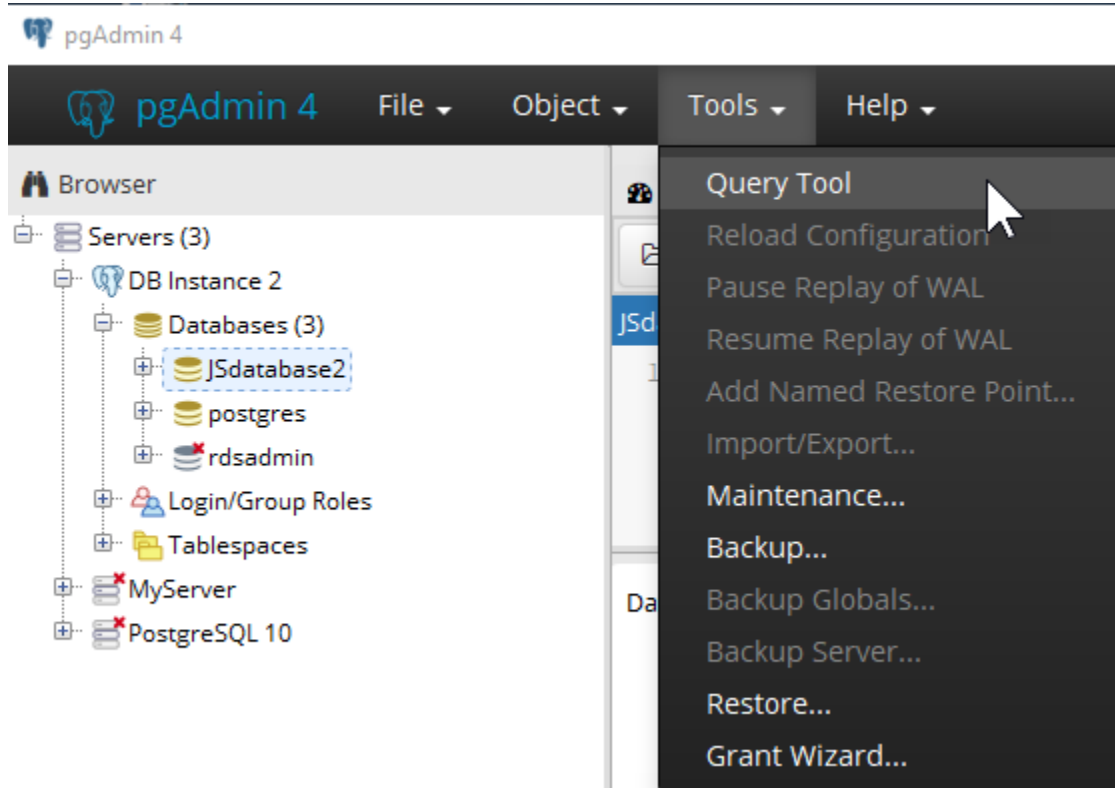 pgAdmin 4
pgAdmin 4 File Object Tools Help
Browser
Servers (3)
DB Instance 2
Databases (3)
JSdatabase2
postgres
rdsadmin
Login/Group Roles
Tablespaces
MyServer
PostgreSQL 10
JSd
1
Da
Query Tool
Reload Configuration
Pause Replay of WAL
Resume Replay of WAL
Add Named Restore Point...
Import/Export...
Maintenance...
Backup...
Backup Globals...
Backup Server...
Restore...
Grant Wizard...